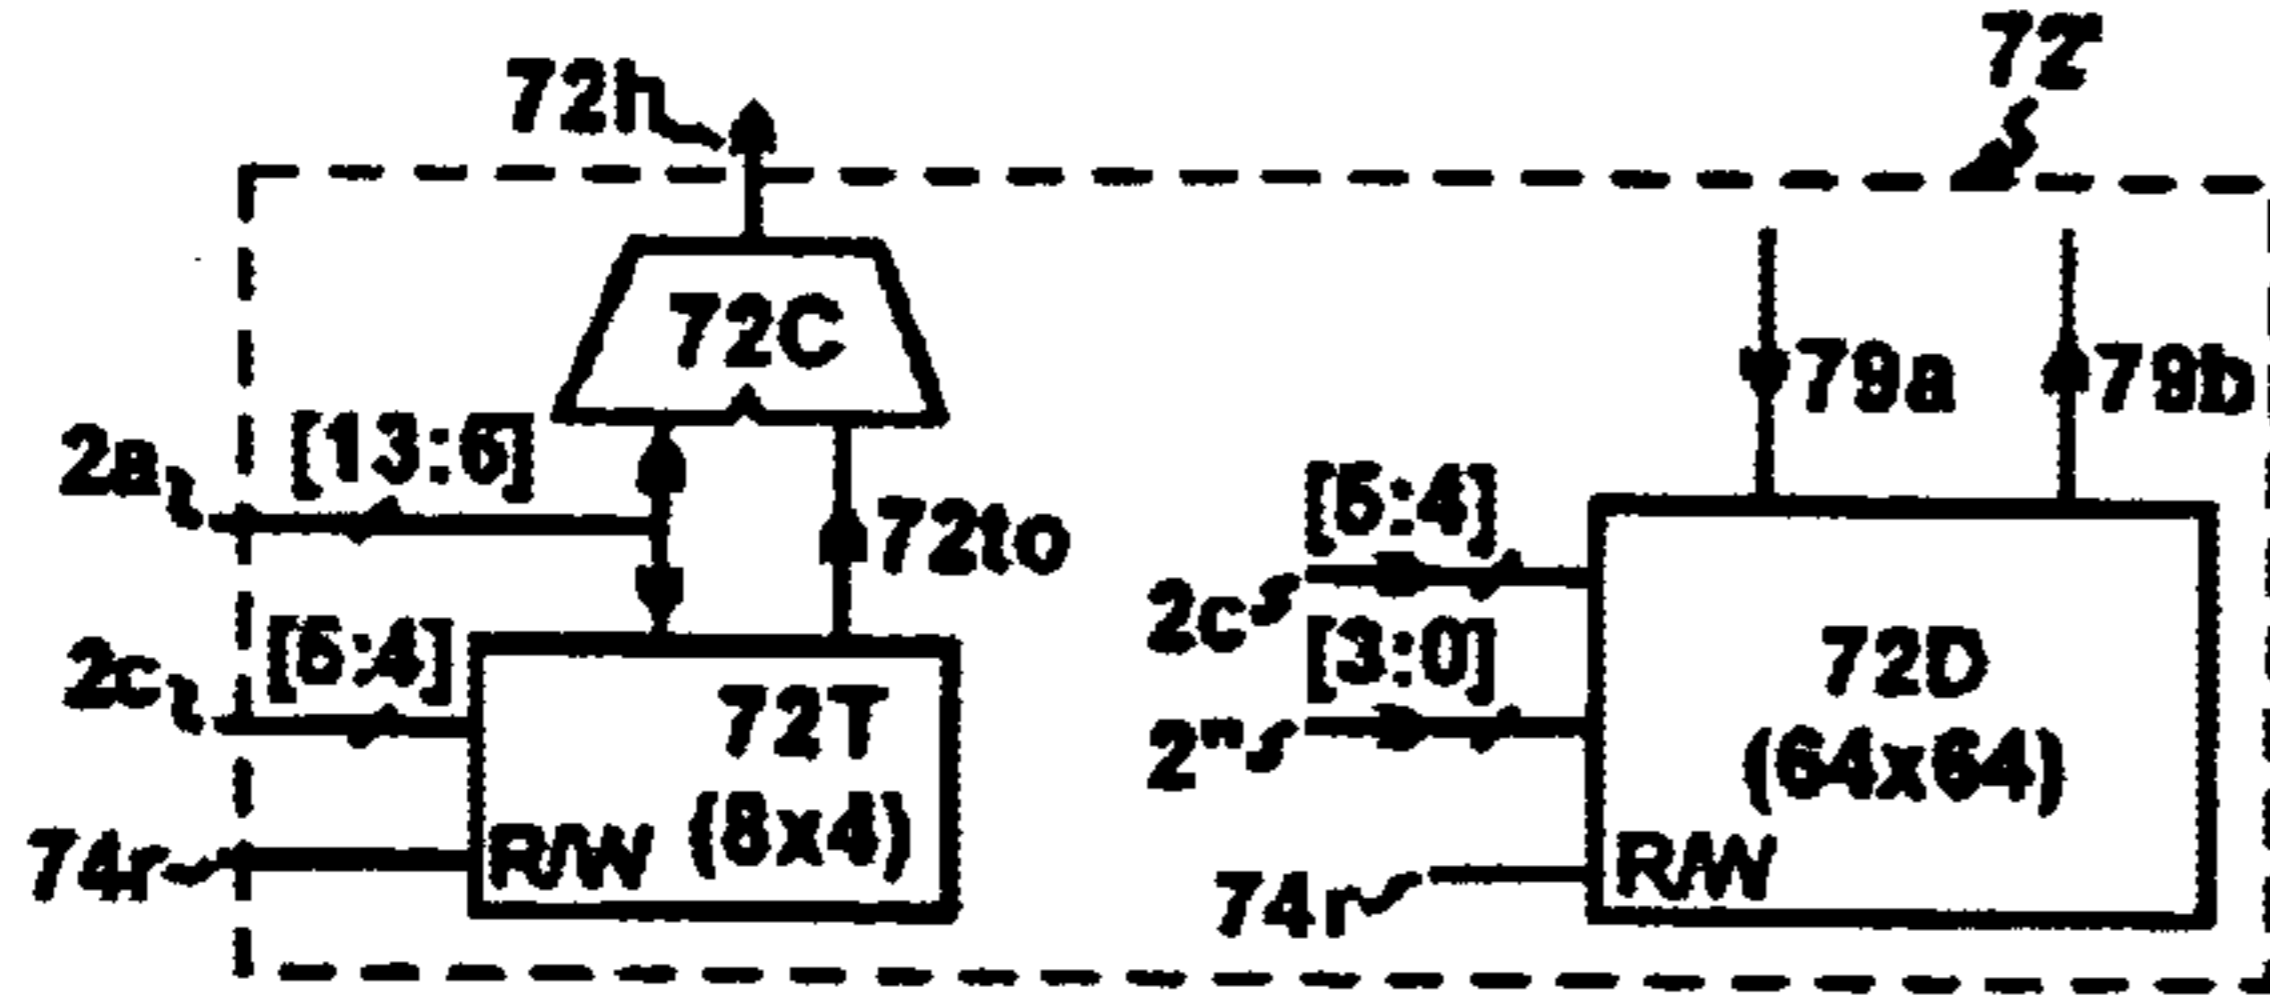 72'
72h
72C
79a
79b
2a
[13:6]
[5:4]
72to
2c
[3:0]
2c
[5:4]
72T
72D
2"
(64x64)
74r
R/W
(8x4)
74r
R/W